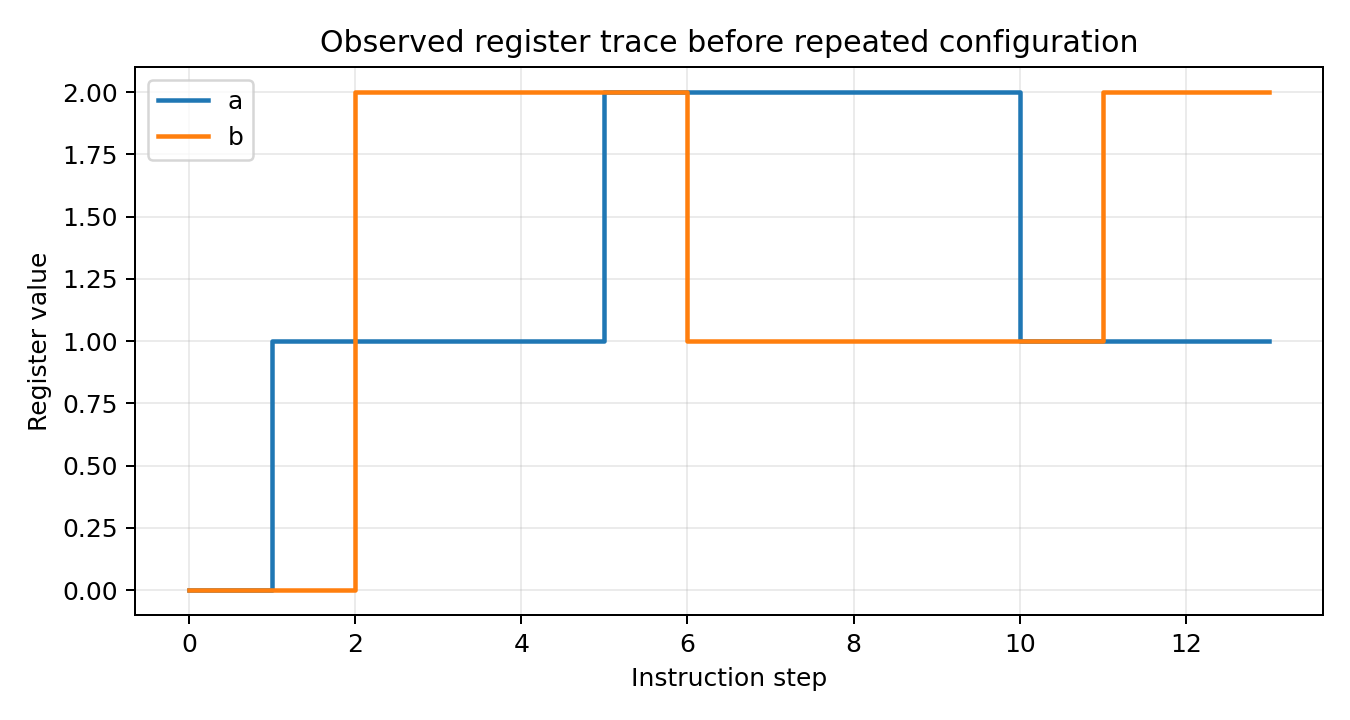 Observed register trace before repeated configuration
a
b
2.00
1.75
1.50
1.25
1.00
0.75
0.50
0.25
0.00
Register value
0 2 4 6 8 10 12
Instruction step